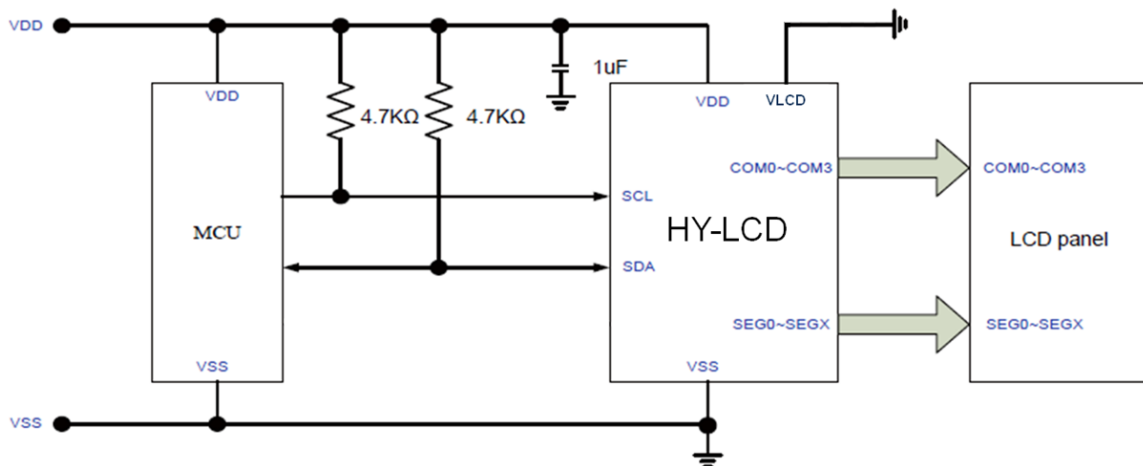 VDD
VDD
4.7KΩ
4.7KΩ
1uF
VDD
VLCD
COM0~COM3
COM0~COM3
SCL
MCU
HY-LCD
LCD panel
SDA
SEG0~SEGX
SEG0~SEGX
VSS
VSS
VSS